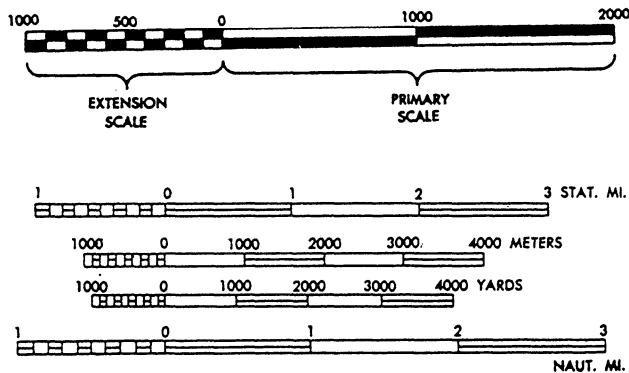 1000 500 0 1000 2000
EXTENSION SCALE
PRIMARY SCALE
1 0 1 2 3 STAT. MI.
1000 0 1000 2000 3000 4000 METERS
1000 0 1000 2000 3000 4000 YARDS
1 0 1 2 3
NAUT. MI.